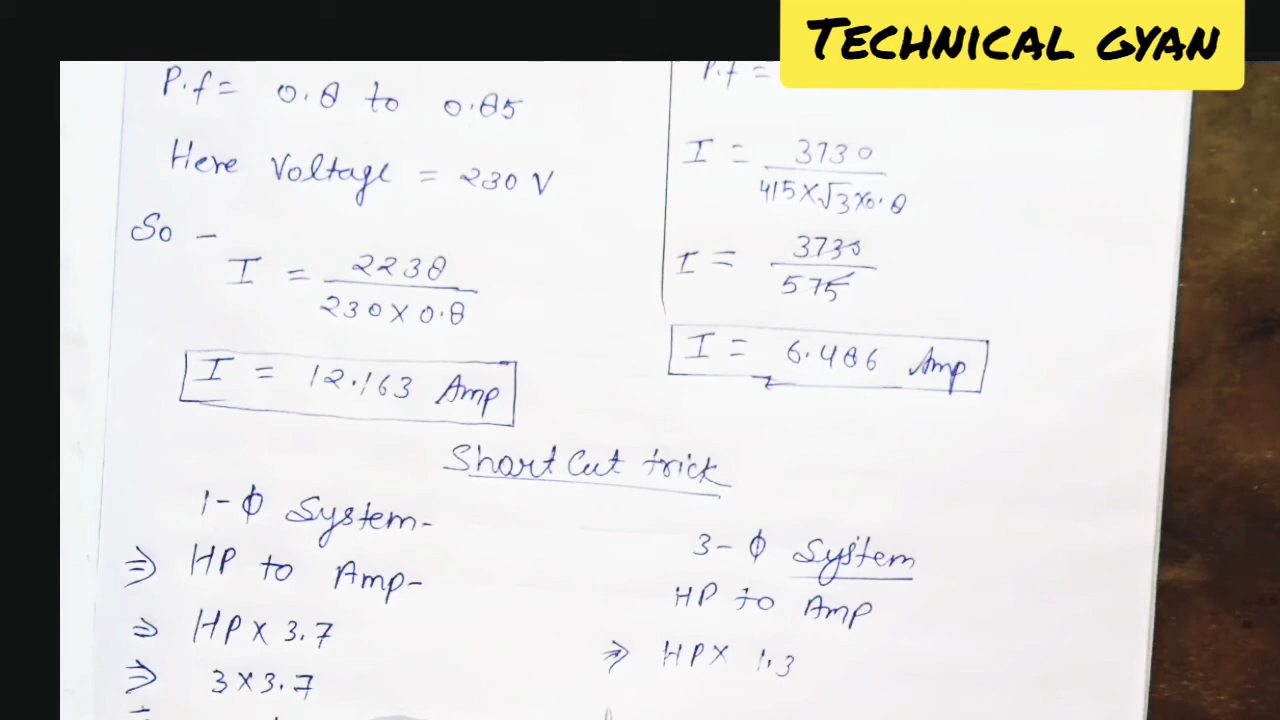 TECHNICAL GYAN
P.f = 0.8 to 0.85
Here Voltage = 230 V
So -
I = 2238 / 230 X 0.8
I = 12.163 Amp
P.f =
I = 3730 / 415 X √3 X 0.8
I = 3730 / 575
I = 6.486 Amp
Short Cut trick
1-Φ System-
⇒ HP to Amp-
⇒ HP X 3.7
⇒ 3 X 3.7
3-Φ System
HP to Amp
⇒ HP X 1.3